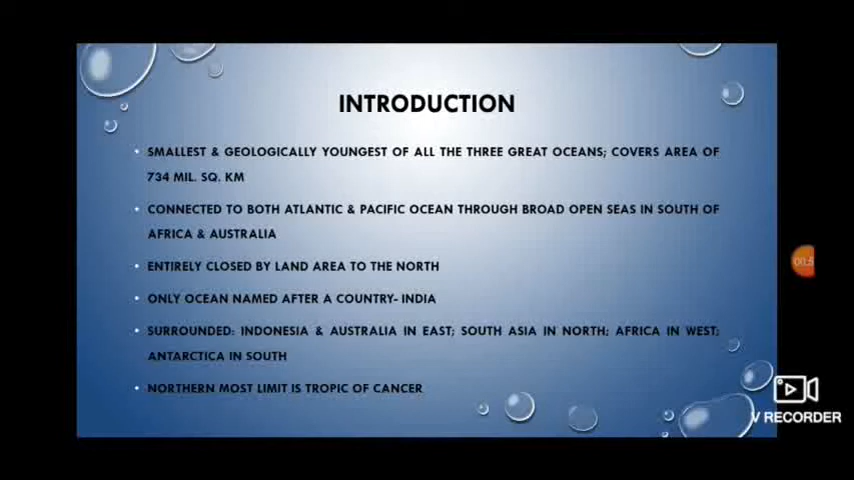 INTRODUCTION
• SMALLEST & GEOLOGICALLY YOUNGEST OF ALL THE THREE GREAT OCEANS; COVERS AREA OF
734 MIL. SQ. KM
• CONNECTED TO BOTH ATLANTIC & PACIFIC OCEAN THROUGH BROAD OPEN SEAS IN SOUTH OF
AFRICA & AUSTRALIA
• ENTIRELY CLOSED BY LAND AREA TO THE NORTH
• ONLY OCEAN NAMED AFTER A COUNTRY- INDIA
• SURROUNDED: INDONESIA & AUSTRALIA IN EAST; SOUTH ASIA IN NORTH; AFRICA IN WEST;
ANTARCTICA IN SOUTH
• NORTHERN MOST LIMIT IS TROPIC OF CANCER
V RECORDER